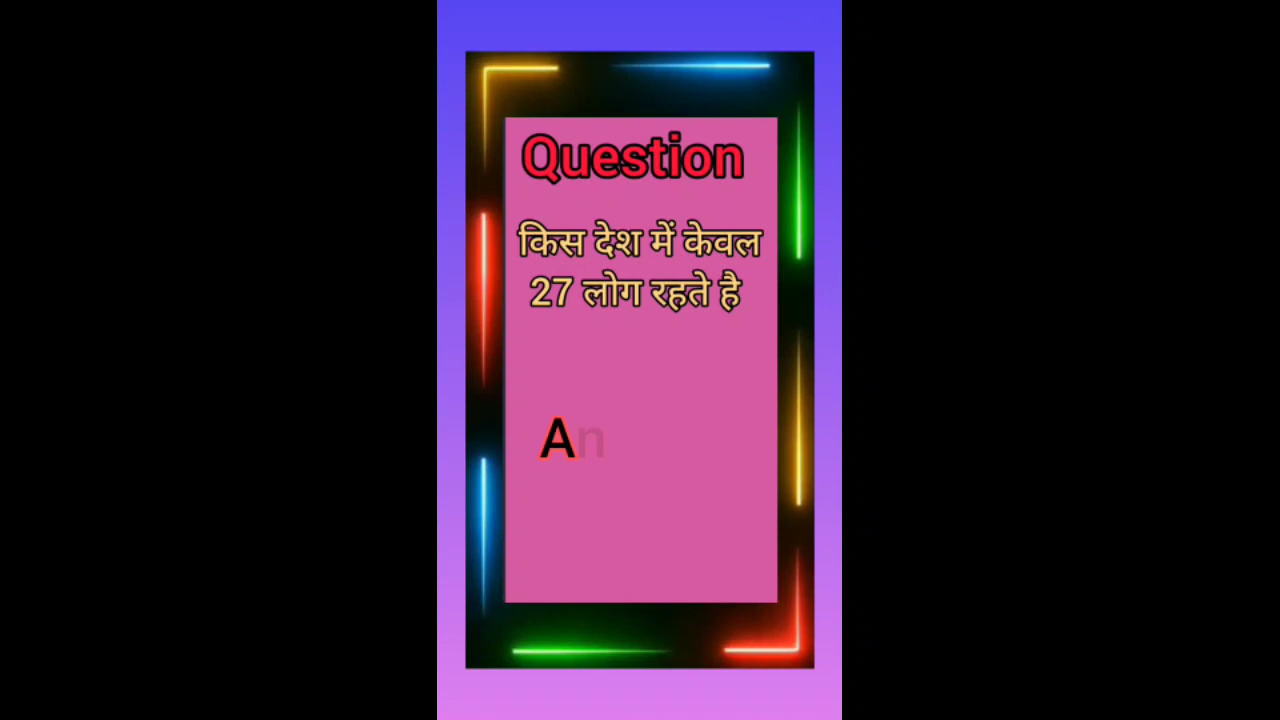 Question
किस देश में केवल
27 लोग रहते है
An